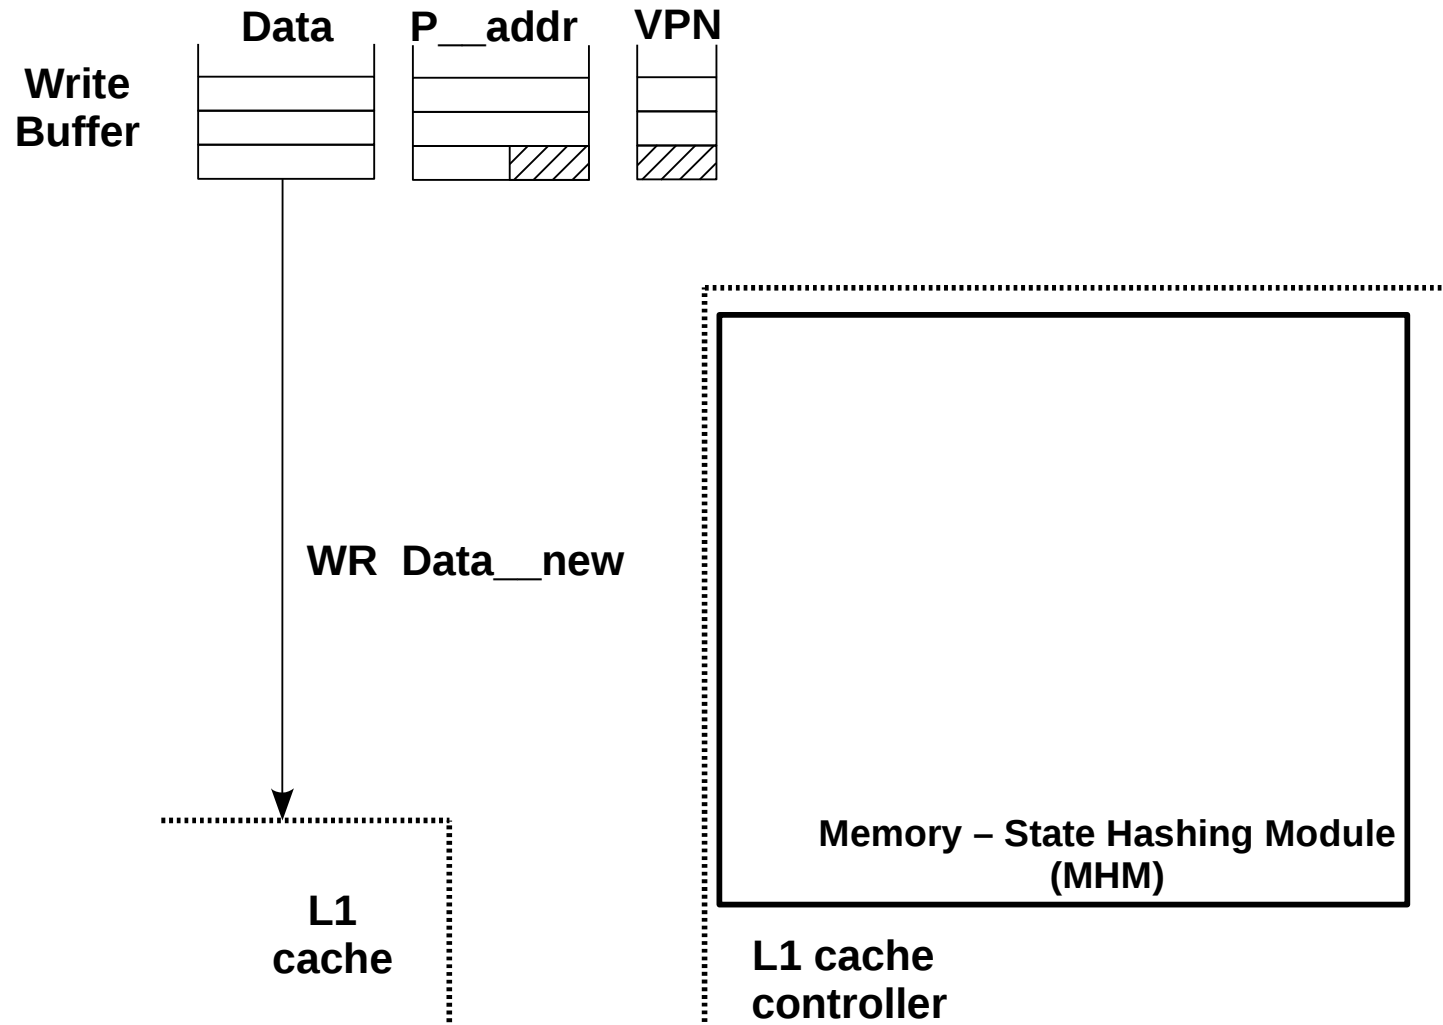 Data P__addr VPN
Write
Buffer
WR Data__new
Memory – State Hashing Module
(MHM)
L1
cache
L1 cache
controller